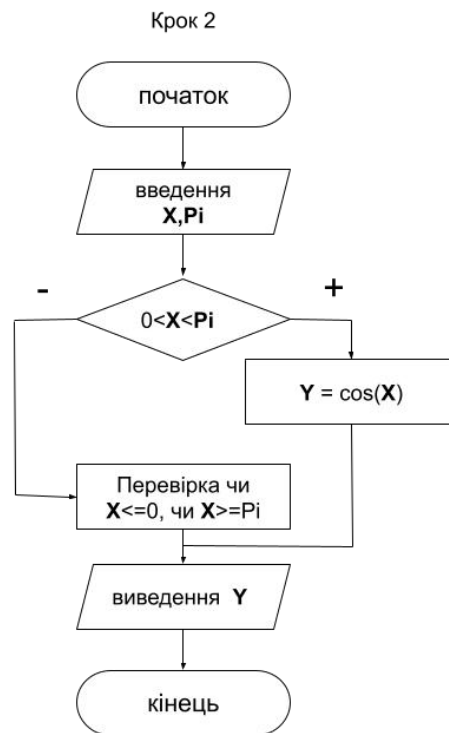 Крок 2
початок
введення
X,Pi
-
+
0<X<Pi
Y = cos(X)
Перевірка чи
X<=0, чи X>=Pi
виведення Y
кінець